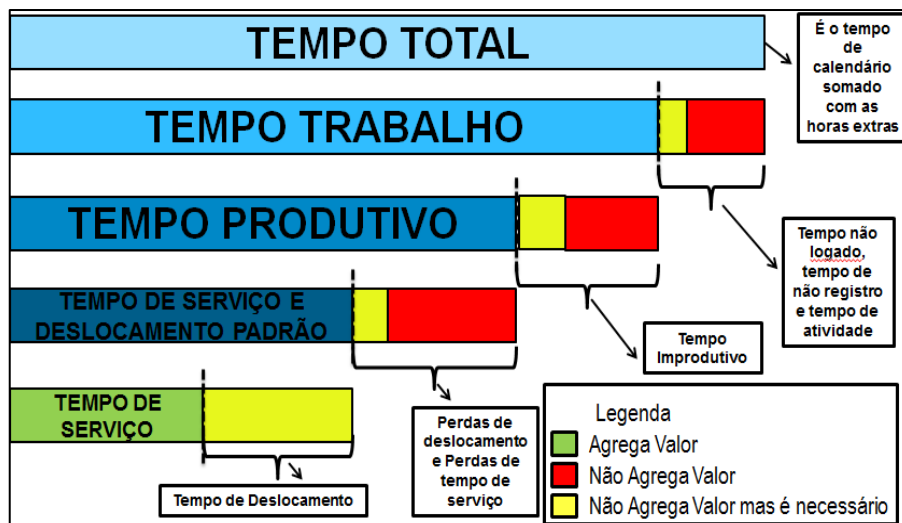 TEMPO TOTAL
É o tempo
de
calendário
somado
com as
horas extras
TEMPO TRABALHO
TEMPO PRODUTIVO
Tempo não
logado,
tempo de
não registro
e tempo de
atividade
TEMPO DE SERVIÇO E
DESLOCAMENTO PADRÃO
Tempo
Improdutivo
TEMPO DE
SERVIÇO
Perdas de
deslocamento
e Perdas de
tempo de
serviço
Tempo de Deslocamento
Legenda
Agrega Valor
Não Agrega Valor
Não Agrega Valor mas é necessário